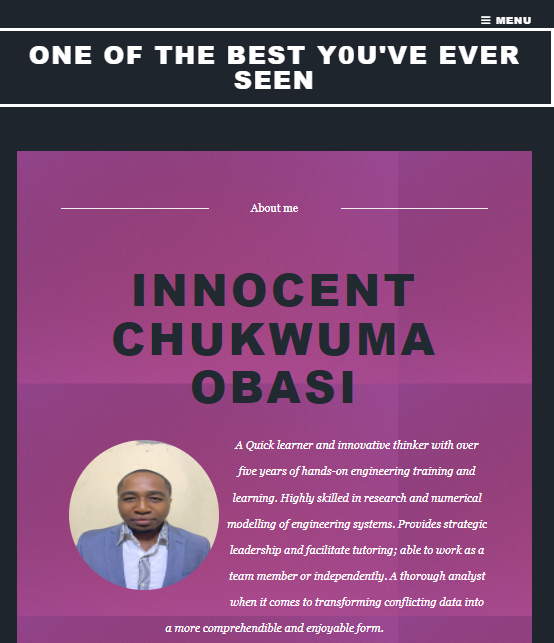 ☰ MENU
ONE OF THE BEST Y0U'VE EVER
SEEN
About me
INNOCENT
CHUKWUMA
OBASI
A Quick learner and innovative thinker with over
five years of hands-on engineering training and
learning. Highly skilled in research and numerical
modelling of engineering systems. Provides strategic
leadership and facilitate tutoring; able to work as a
team member or independently. A thorough analyst
when it comes to transforming conflicting data into
a more comprehendible and enjoyable form.